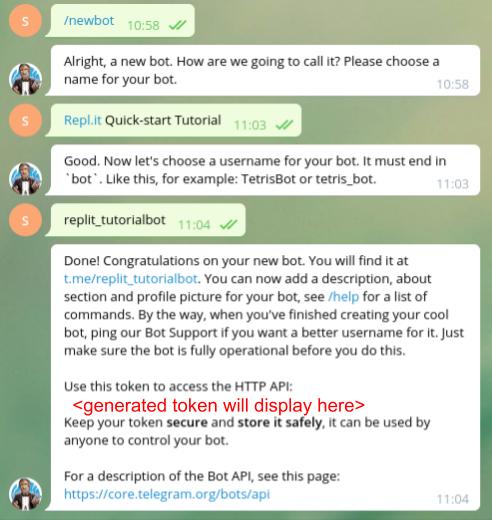 S
/newbot 10:58
Alright, a new bot. How are we going to call it? Please choose a
name for your bot.
10:58
S
Repl.it Quick-start Tutorial 11:03
Good. Now let's choose a username for your bot. It must end in
`bot`. Like this, for example: TetrisBot or tetris_bot.
11:03
S
replit_tutorialbot 11:04
Done! Congratulations on your new bot. You will find it at
t.me/replit_tutorialbot. You can now add a description, about
section and profile picture for your bot, see /help for a list of
commands. By the way, when you've finished creating your cool
bot, ping our Bot Support if you want a better username for it. Just
make sure the bot is fully operational before you do this.
Use this token to access the HTTP API:
<generated token will display here>
Keep your token secure and store it safely, it can be used by
anyone to control your bot.
For a description of the Bot API, see this page:
https://core.telegram.org/bots/api
11:04